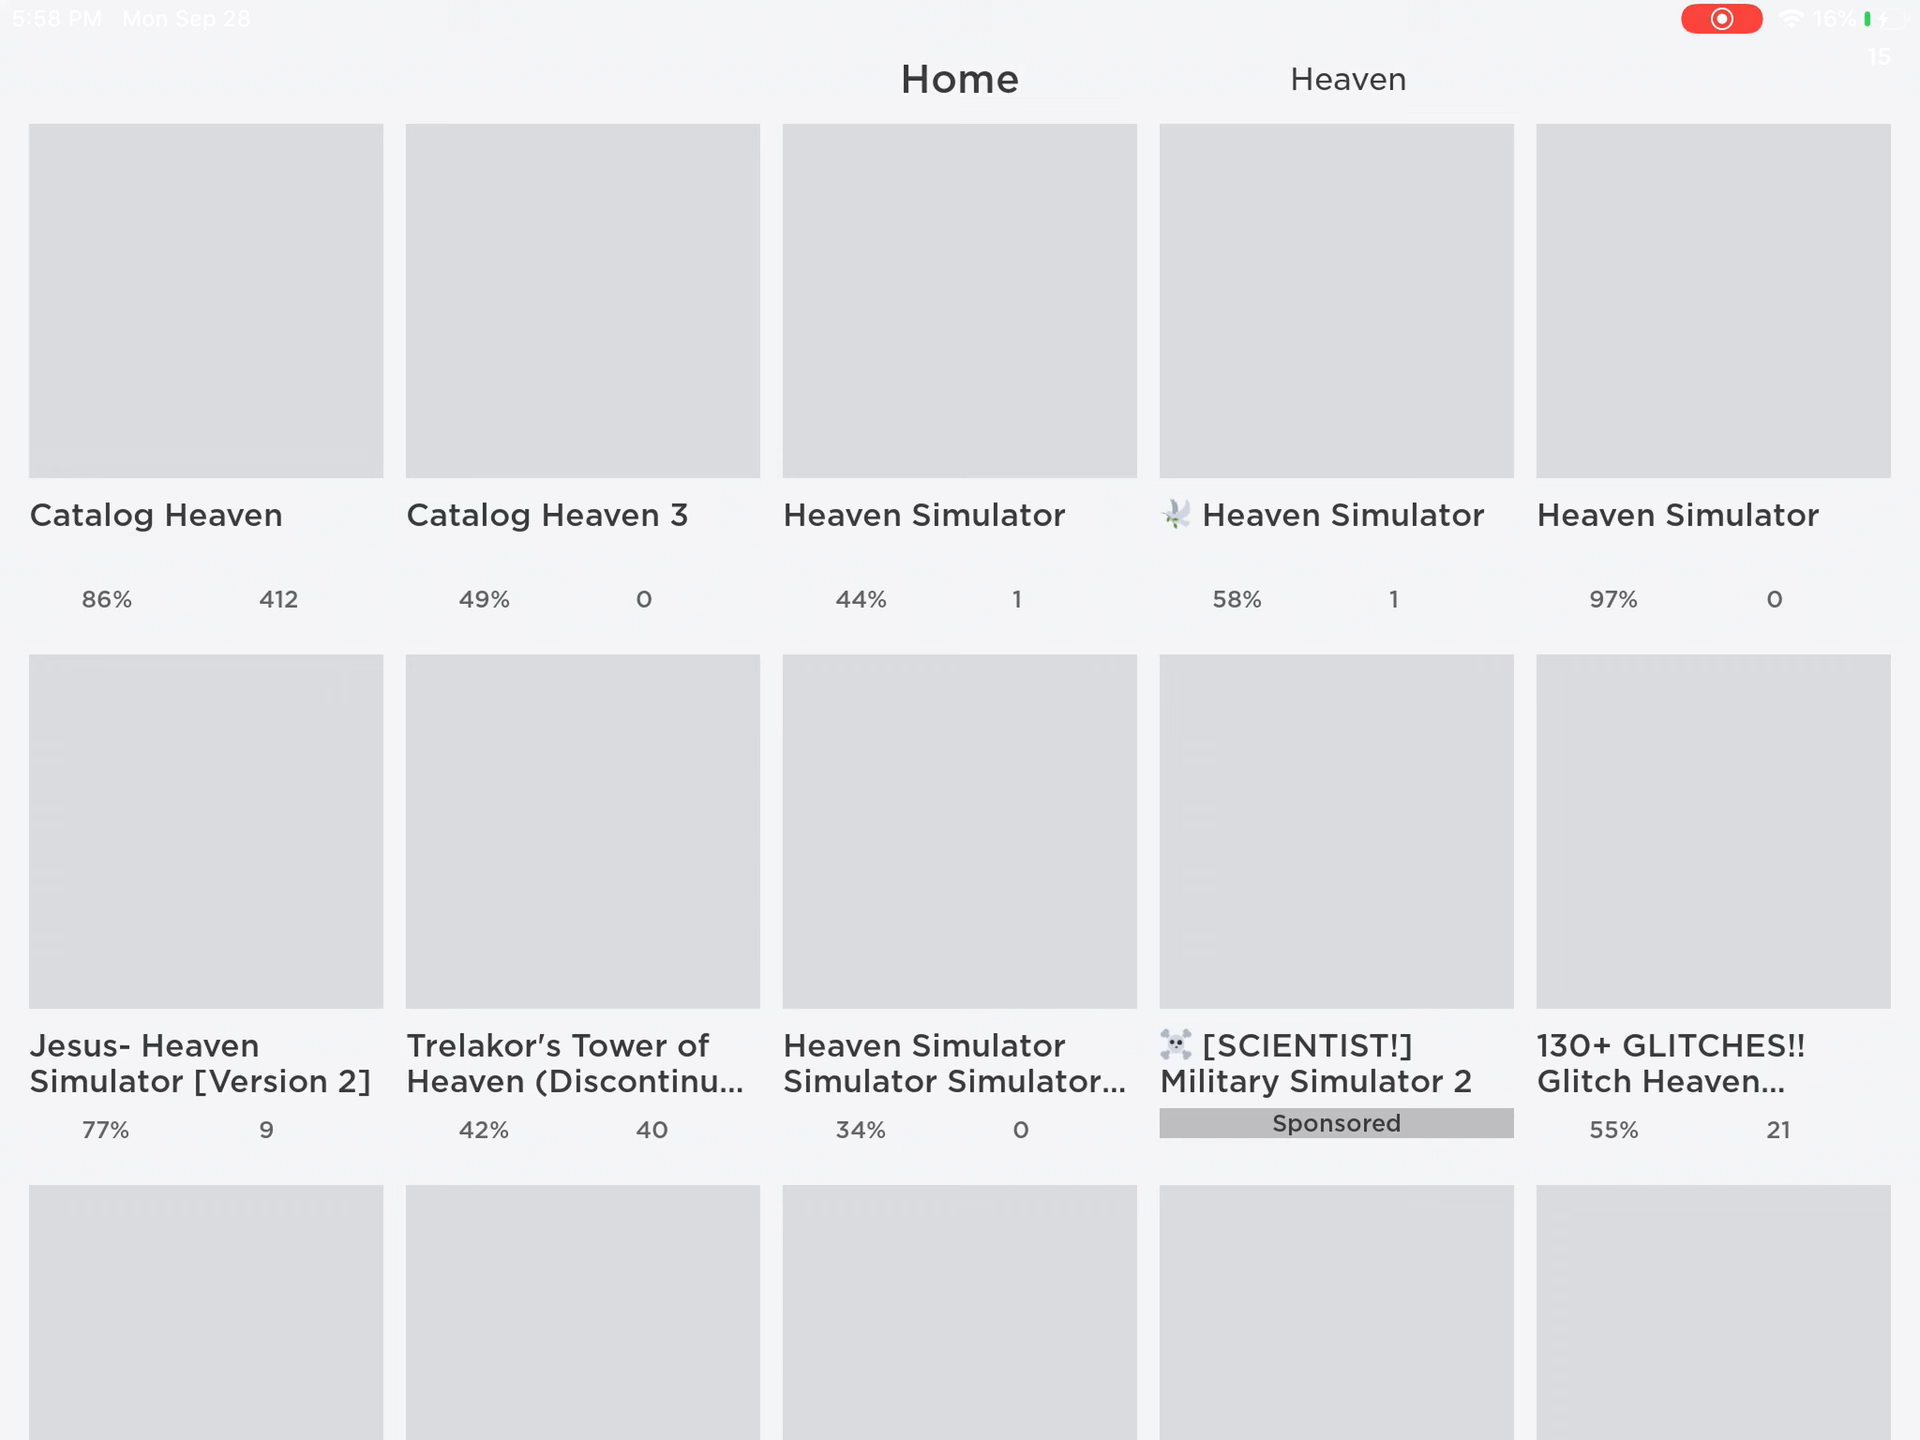 5:58 PM Mon Sep 28
16%
15
Home
Heaven
Catalog Heaven
Catalog Heaven 3
Heaven Simulator
🕊 Heaven Simulator
Heaven Simulator
86% 412
49% 0
44% 1
58% 1
97% 0
Jesus- Heaven
Simulator [Version 2]
Trelakor's Tower of
Heaven (Discontinu...
Heaven Simulator
Simulator Simulator...
☠ [SCIENTIST!]
Military Simulator 2
130+ GLITCHES!!
Glitch Heaven...
77% 9
42% 40
34% 0
Sponsored
55% 21